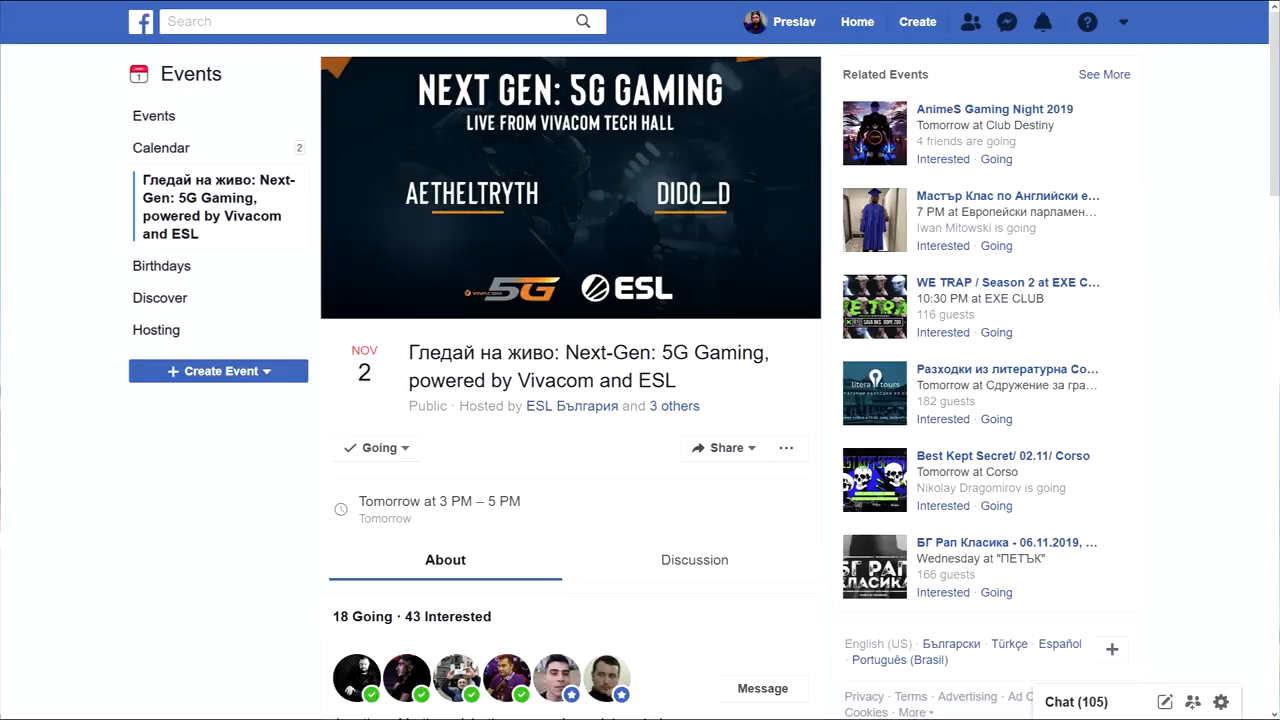 Search
Preslav
Home
Create
Events
Events
Calendar
2
Гледай на живо: Next-
Gen: 5G Gaming,
powered by Vivacom
and ESL
Birthdays
Discover
Hosting
Create Event
NEXT GEN: 5G GAMING
LIVE FROM VIVACOM TECH HALL
AETHELTRYTH
DIDO_D
VIVACOM
5G
ESL
NOV
2
Гледай на живо: Next-Gen: 5G Gaming,
powered by Vivacom and ESL
Public · Hosted by ESL България and 3 others
Going
Share
Tomorrow at 3 PM – 5 PM
Tomorrow
About
Discussion
18 Going · 43 Interested
Message
Related Events
See More
AnimeS Gaming Night 2019
Tomorrow at Club Destiny
4 friends are going
Interested · Going
Мастър Клас по Английски е...
7 PM at Европейски парламен...
Iwan Mitowski is going
Interested · Going
WE TRAP / Season 2 at EXE C...
10:30 PM at EXE CLUB
116 guests
Interested · Going
litera tours
Разходки из литературна Со...
Tomorrow at Сдружение за гра...
182 guests
Interested · Going
Best Kept Secret/ 02.11/ Corso
Tomorrow at Corso
Nikolay Dragomirov is going
Interested · Going
БГ РАП
КЛАСИКА
БГ Рап Класика - 06.11.2019, ...
Wednesday at "ПЕТЪК"
166 guests
Interested · Going
English (US) · Български · Türkçe · Español
· Português (Brasil)
Privacy · Terms · Advertising · Ad C
Cookies · More
Chat (105)